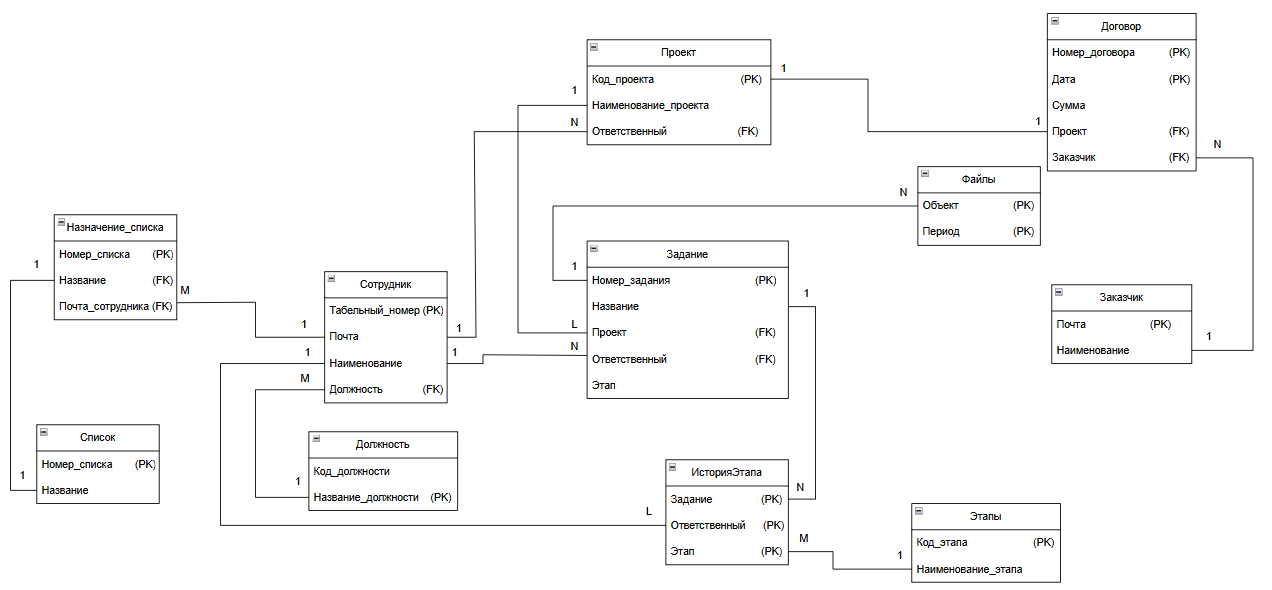 Договор
Номер_договора (PK)
Дата (PK)
Сумма
Проект (FK)
Заказчик (FK)
Проект
Код_проекта (PK)
Наименование_проекта
Ответственный (FK)
1
1
1
N
N
Файлы
Объект (PK)
Период (PK)
N
Назначение_списка
Номер_списка (PK)
Название (FK)
Почта_сотрудника (FK)
1
M
Задание
Номер_задания (PK)
Название
Проект (FK)
Ответственный (FK)
Этап
1
1
L
N
Сотрудник
Табельный_номер (PK)
Почта
Наименование
Должность (FK)
1
1
1
1
M
Заказчик
Почта (PK)
Наименование
1
Список
Номер_списка (PK)
Название
1
Должность
Код_должности
Название_должности (PK)
1
ИсторияЭтапа
Задание (PK)
Ответственный (PK)
Этап (PK)
N
L
M
Этапы
Код_этапа (PK)
Наименование_этапа
1